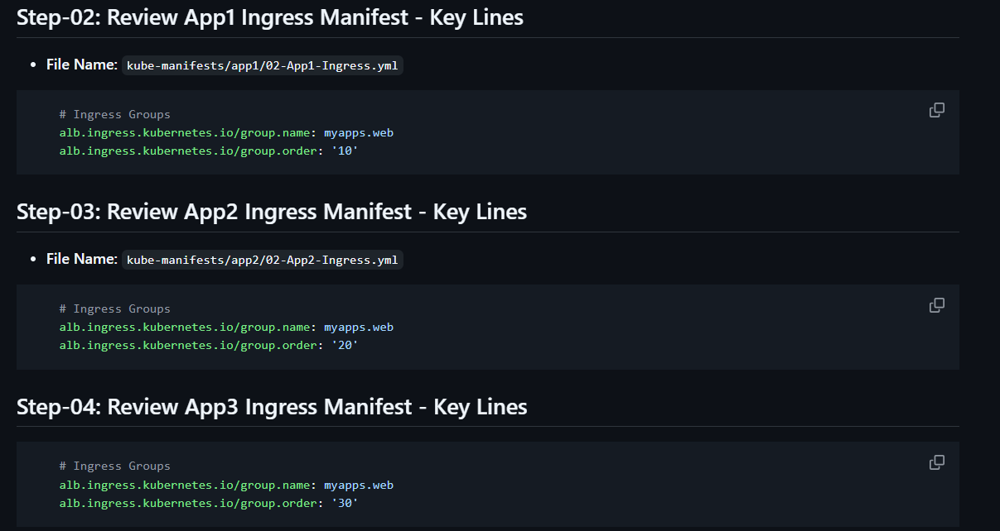 Step-02: Review App1 Ingress Manifest - Key Lines
• File Name: kube-manifests/app1/02-App1-Ingress.yml
# Ingress Groups
alb.ingress.kubernetes.io/group.name: myapps.web
alb.ingress.kubernetes.io/group.order: '10'
Step-03: Review App2 Ingress Manifest - Key Lines
• File Name: kube-manifests/app2/02-App2-Ingress.yml
# Ingress Groups
alb.ingress.kubernetes.io/group.name: myapps.web
alb.ingress.kubernetes.io/group.order: '20'
Step-04: Review App3 Ingress Manifest - Key Lines
# Ingress Groups
alb.ingress.kubernetes.io/group.name: myapps.web
alb.ingress.kubernetes.io/group.order: '30'